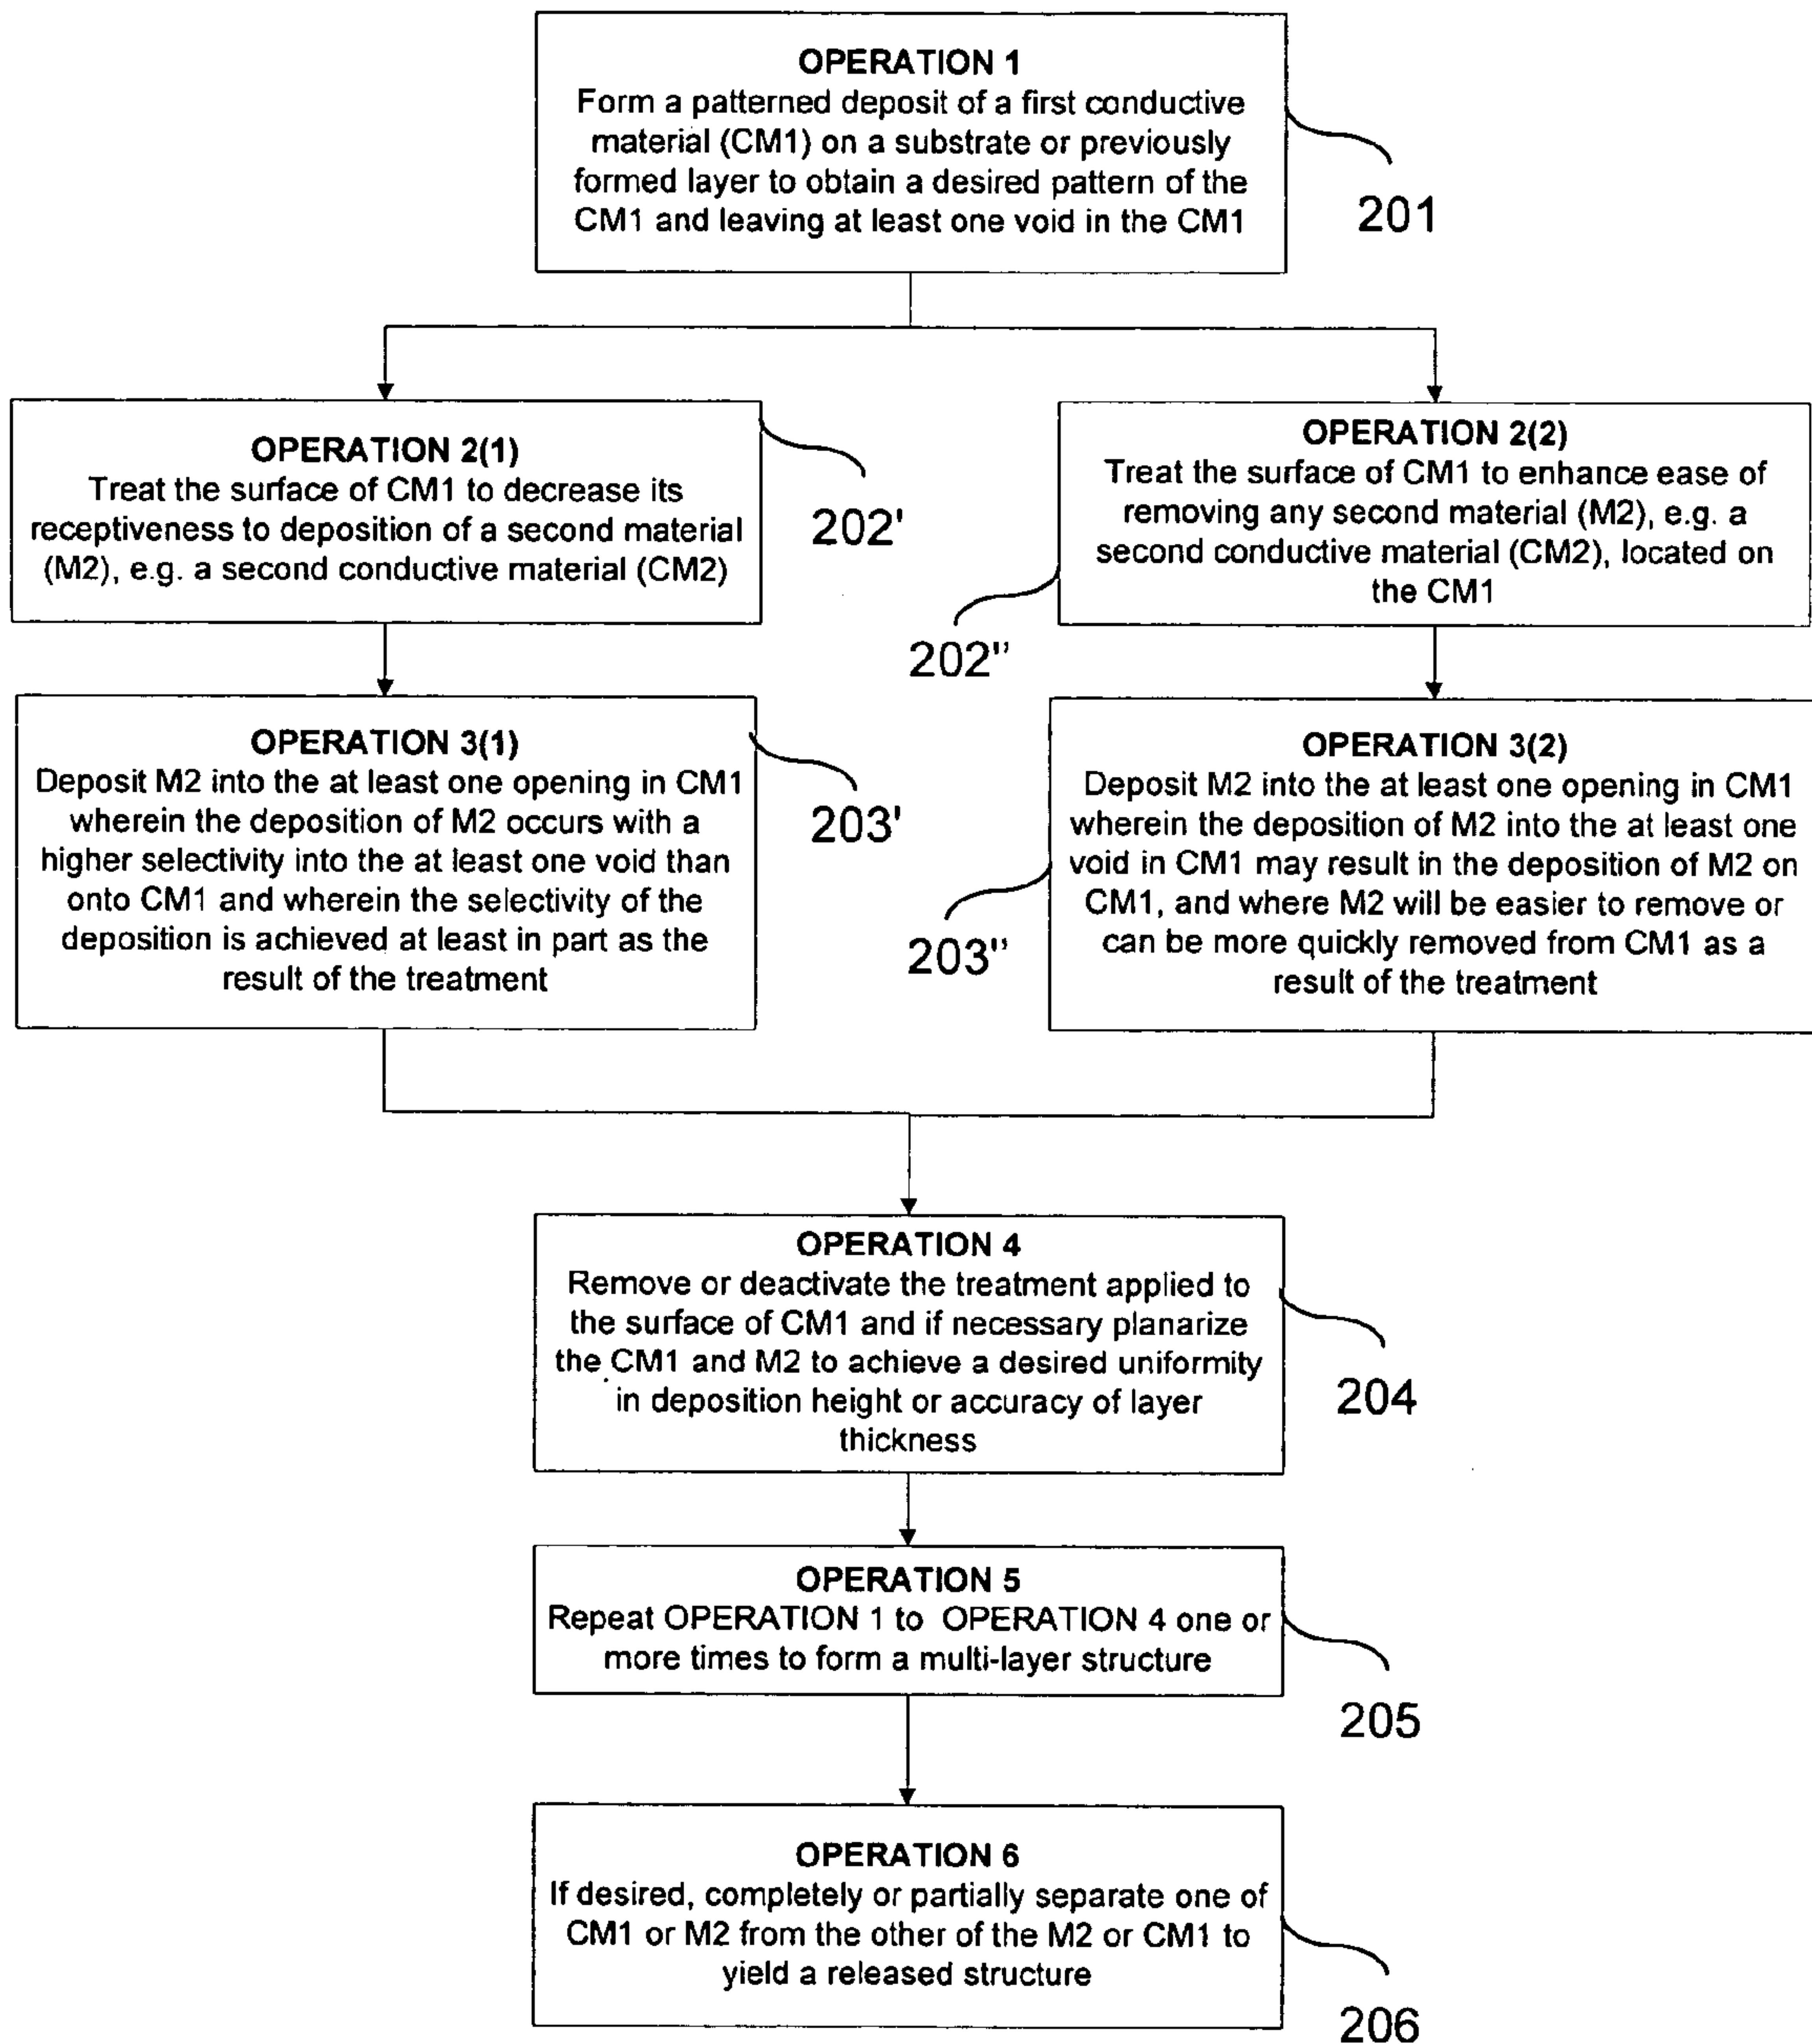 OPERATION 1
Form a patterned deposit of a first conductive
material (CM1) on a substrate or previously
formed layer to obtain a desired pattern of the
CM1 and leaving at least one void in the CM1
201
OPERATION 2(1)
Treat the surface of CM1 to decrease its
receptiveness to deposition of a second material
(M2), e.g. a second conductive material (CM2)
202'
OPERATION 2(2)
Treat the surface of CM1 to enhance ease of
removing any second material (M2), e.g. a
second conductive material (CM2), located on
the CM1
202"
OPERATION 3(1)
Deposit M2 into the at least one opening in CM1
wherein the deposition of M2 occurs with a
higher selectivity into the at least one void than
onto CM1 and wherein the selectivity of the
deposition is achieved at least in part as the
result of the treatment
203'
OPERATION 3(2)
Deposit M2 into the at least one opening in CM1
wherein the deposition of M2 into the at least one
void in CM1 may result in the deposition of M2 on
CM1, and where M2 will be easier to remove or
can be more quickly removed from CM1 as a
result of the treatment
203"
OPERATION 4
Remove or deactivate the treatment applied to
the surface of CM1 and if necessary planarize
the CM1 and M2 to achieve a desired uniformity
in deposition height or accuracy of layer
thickness
204
OPERATION 5
Repeat OPERATION 1 to OPERATION 4 one or
more times to form a multi-layer structure
205
OPERATION 6
If desired, completely or partially separate one of
CM1 or M2 from the other of the M2 or CM1 to
yield a released structure
206